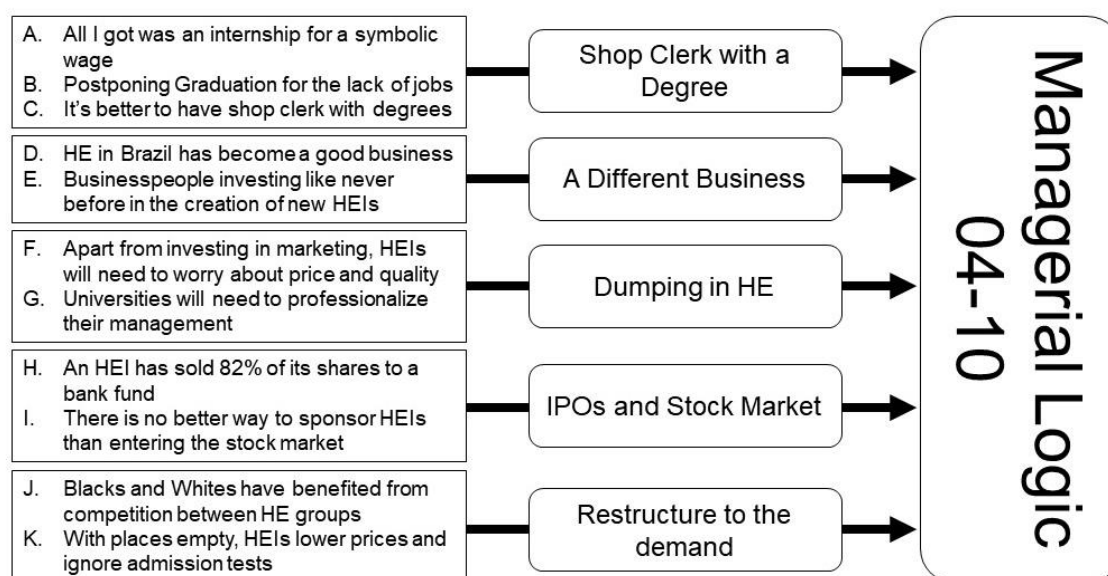 A. All I got was an internship for a symbolic
wage
B. Postponing Graduation for the lack of jobs
C. It's better to have shop clerk with degrees
Shop Clerk with a
Degree
D. HE in Brazil has become a good business
E. Businesspeople investing like never
before in the creation of new HEIs
A Different Business
F. Apart from investing in marketing, HEIs
will need to worry about price and quality
G. Universities will need to professionalize
their management
Dumping in HE
H. An HEI has sold 82% of its shares to a
bank fund
I. There is no better way to sponsor HEIs
than entering the stock market
IPOs and Stock Market
J. Blacks and Whites have benefited from
competition between HE groups
K. With places empty, HEIs lower prices and
ignore admission tests
Restructure to the
demand
Managerial Logic
04-10